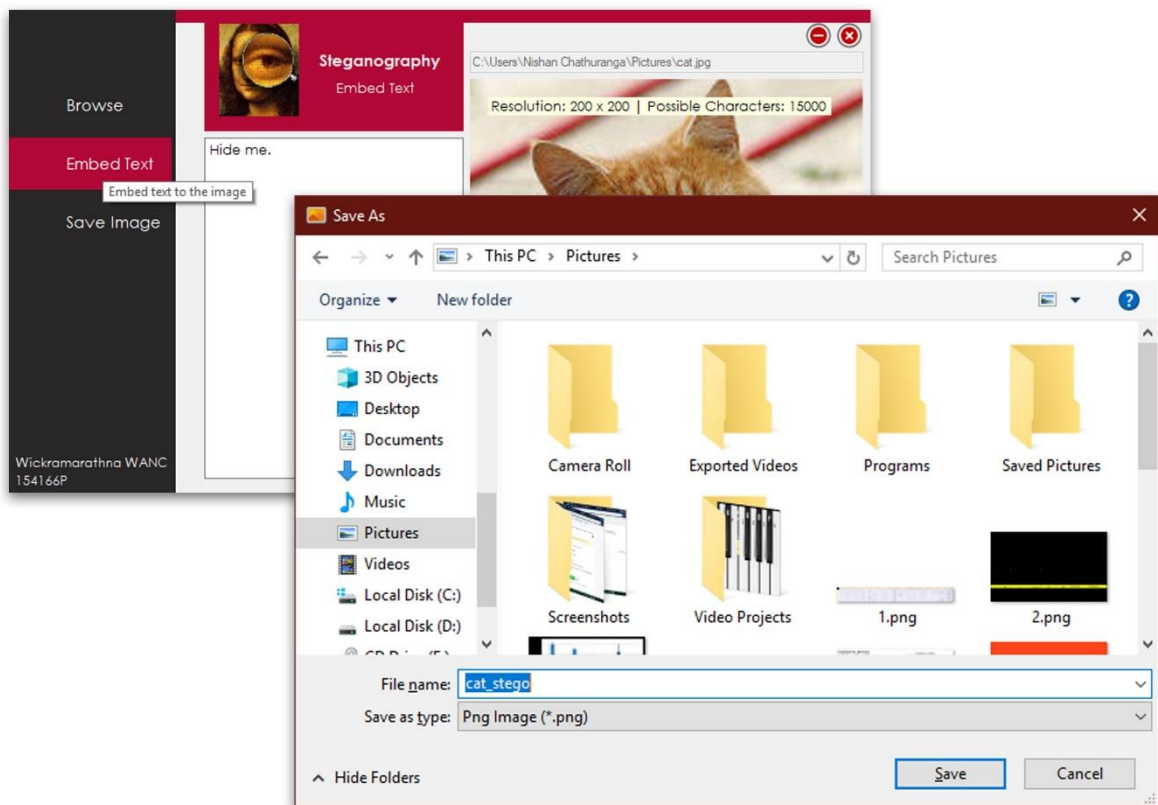 Steganography
Embed Text
C:\Users\Nishan Chathuranga\Pictures\cat.jpg
Resolution: 200 x 200 | Possible Characters: 15000
Browse
Embed Text
Embed text to the image
Save Image
Hide me.
Wickramarathna WANC
154166P
Save As
This PC > Pictures >
Search Pictures
Organize
New folder
This PC
3D Objects
Desktop
Documents
Downloads
Music
Pictures
Videos
Local Disk (C:)
Local Disk (D:)
Camera Roll
Exported Videos
Programs
Saved Pictures
Screenshots
Video Projects
1.png
2.png
File name: cat_stego
Save as type: Png Image (*.png)
Hide Folders
Save
Cancel